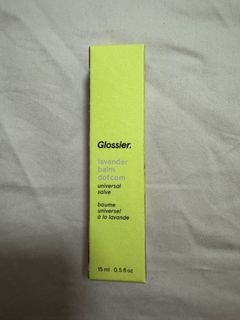 Glossier.
lavender
balm
dotcom
universal
salve
baume
universel
à la lavande
15 ml 0.5 fl oz